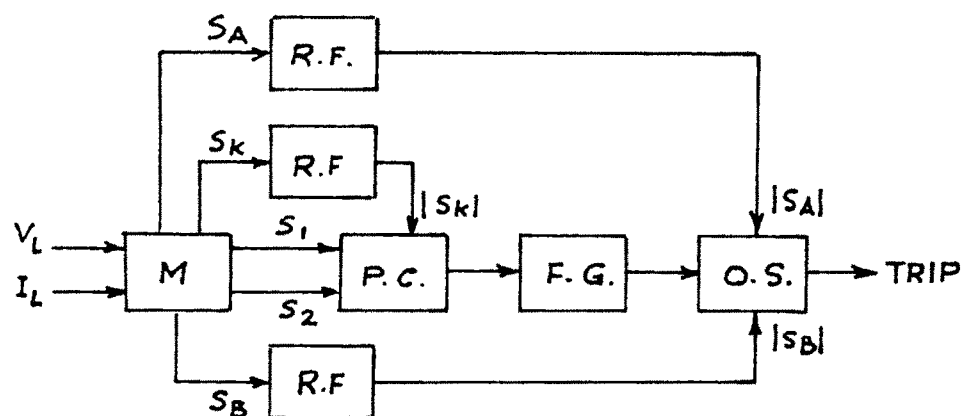 S_A
R.F.
S_K
R.F
|S_K|
|S_A|
V_L
I_L
M
S_1
S_2
P.C.
F.G.
O.S.
TRIP
|S_B|
S_B
R.F